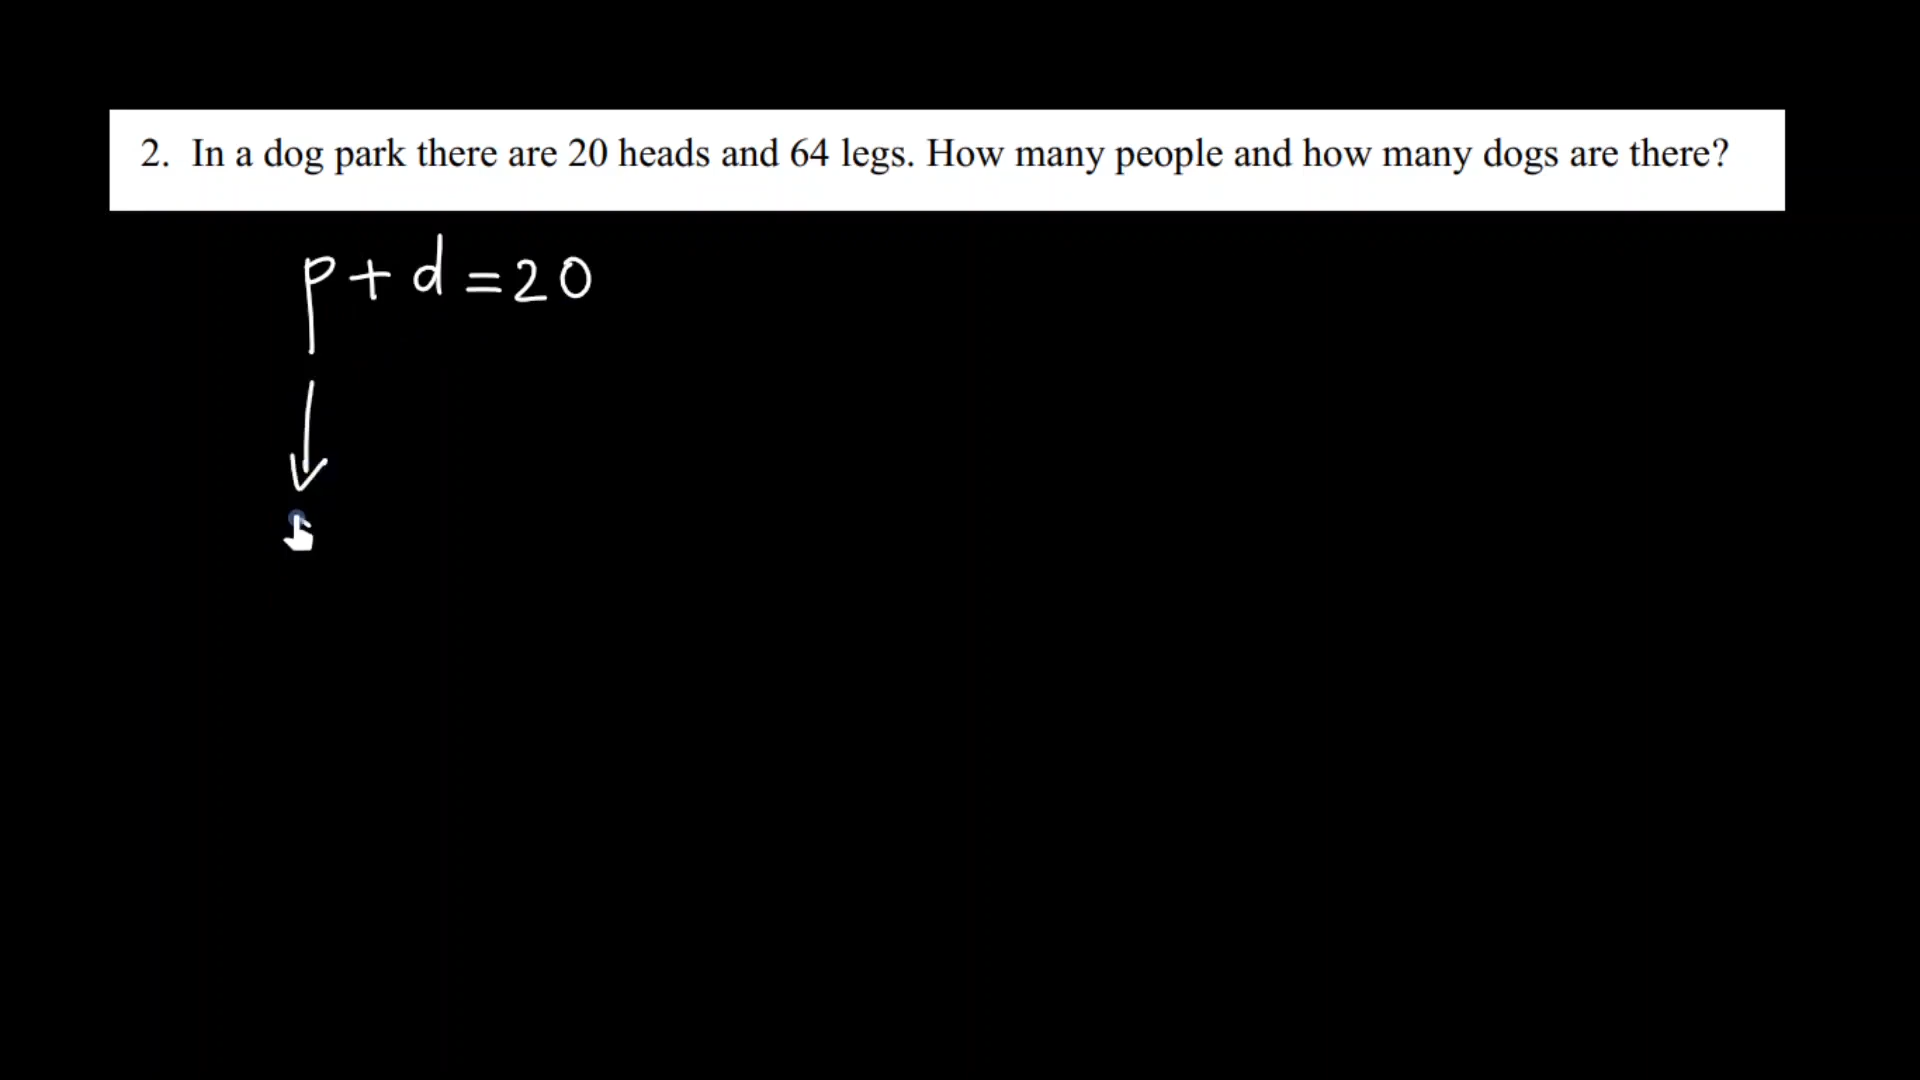 2. In a dog park there are 20 heads and 64 legs. How many people and how many dogs are there?
p + d = 20